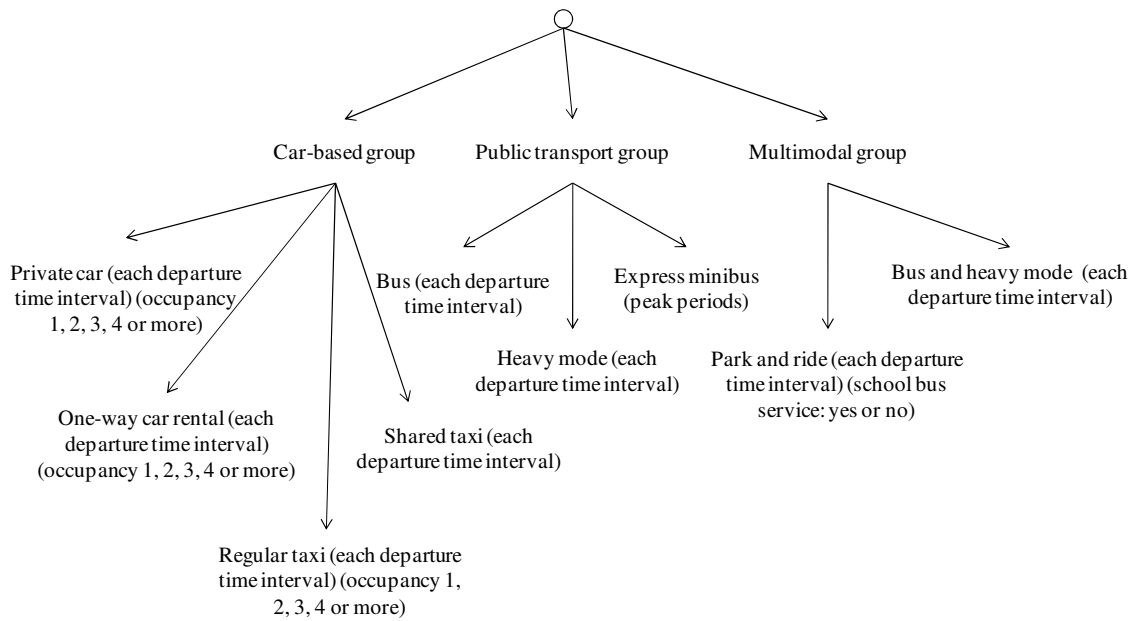 Car-based group
Public transport group
Multimodal group
Private car (each departure
time interval) (occupancy
1, 2, 3, 4 or more)
Bus (each departure
time interval)
Express minibus
(peak periods)
Bus and heavy mode (each
departure time interval)
Heavy mode (each
departure time interval)
Park and ride (each departure
time interval) (school bus
service: yes or no)
One-way car rental (each
departure time interval)
(occupancy 1, 2, 3, 4 or more)
Shared taxi (each
departure time interval)
Regular taxi (each departure
time interval) (occupancy 1,
2, 3, 4 or more)